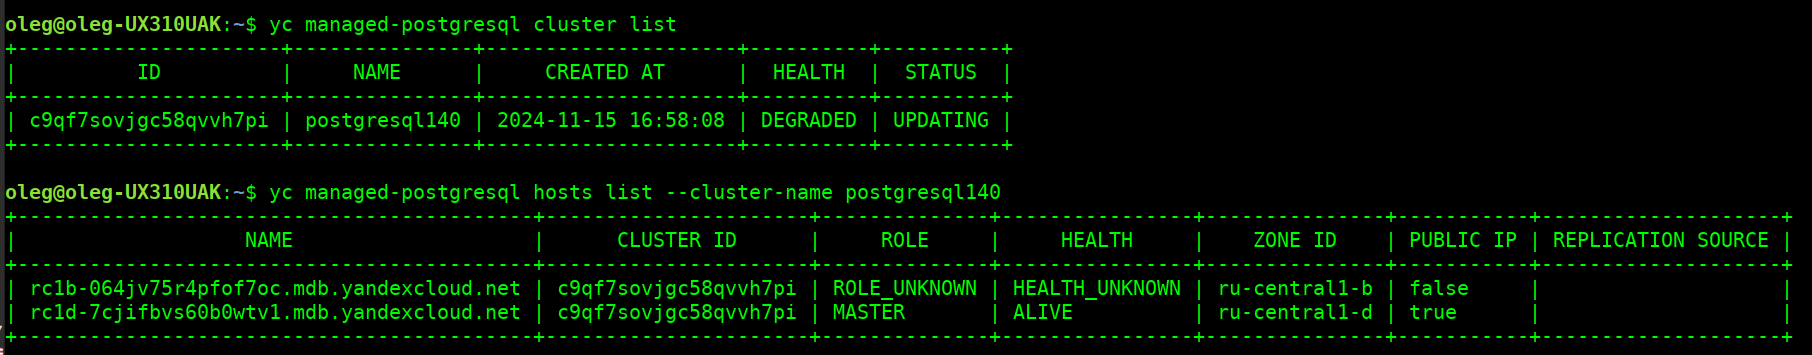 oleg@oleg-UX310UAK:~$ yc managed-postgresql cluster list
+----------------------+---------------+---------------------+----------+----------+
|          ID          |     NAME      |     CREATED AT      |  HEALTH  |  STATUS  |
+----------------------+---------------+---------------------+----------+----------+
| c9qf7sovjgc58qvvh7pi | postgresql140 | 2024-11-15 16:58:08 | DEGRADED | UPDATING |
+----------------------+---------------+---------------------+----------+----------+
oleg@oleg-UX310UAK:~$ yc managed-postgresql hosts list --cluster-name postgresql140
+-------------------------------------------+----------------------+--------------+----------------+---------------+-----------+--------------------+
|                   NAME                    |      CLUSTER ID      |     ROLE     |     HEALTH     |    ZONE ID    | PUBLIC IP | REPLICATION SOURCE |
+-------------------------------------------+----------------------+--------------+----------------+---------------+-----------+--------------------+
| rc1b-064jv75r4pfof7oc.mdb.yandexcloud.net | c9qf7sovjgc58qvvh7pi | ROLE_UNKNOWN | HEALTH_UNKNOWN | ru-central1-b | false     |                    |
| rc1d-7cjifbvs60b0wtv1.mdb.yandexcloud.net | c9qf7sovjgc58qvvh7pi | MASTER       | ALIVE          | ru-central1-d | true      |                    |
+-------------------------------------------+----------------------+--------------+----------------+---------------+-----------+--------------------+